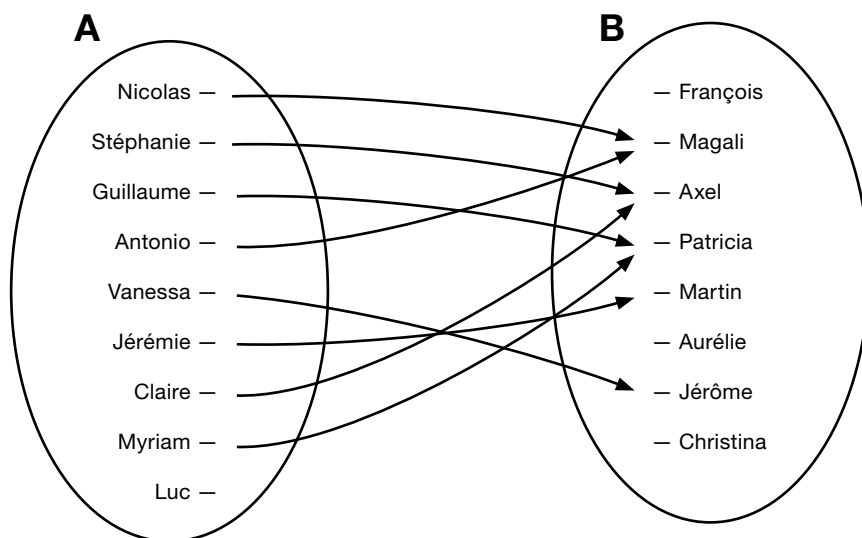 A
B
Nicolas –
Stéphanie –
Guillaume –
Antonio –
Vanessa –
Jérémie –
Claire –
Myriam –
Luc –
– François
– Magali
– Axel
– Patricia
– Martin
– Aurélie
– Jérôme
– Christina